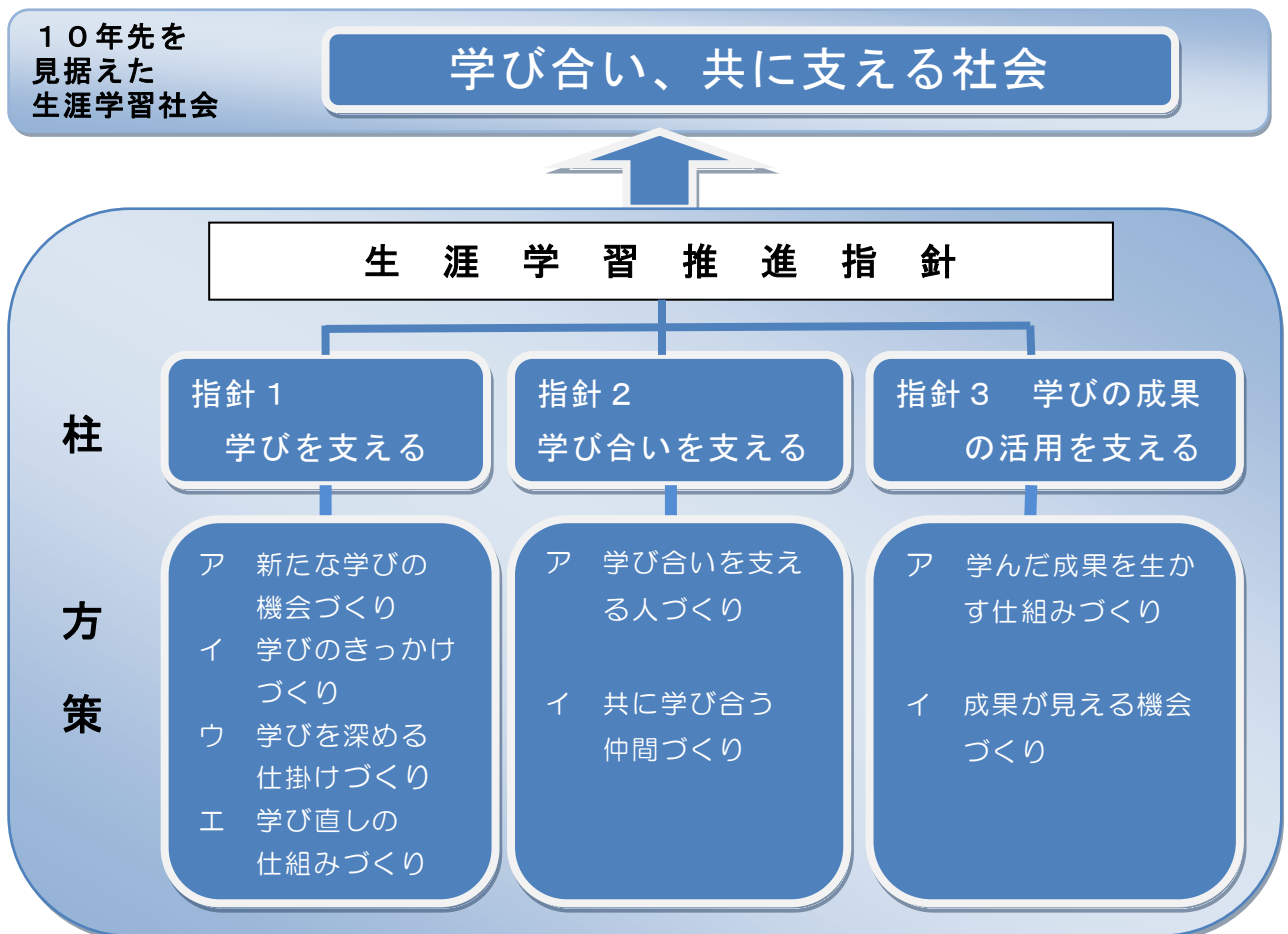 １０年先を
見据えた
生涯学習社会
学び合い、共に支える社会
生涯学習推進指針
柱
指針１
学びを支える
指針２
学び合いを支える
指針３　学びの成果
の活用を支える
方
策
ア　新たな学びの
機会づくり
イ　学びのきっかけ
づくり
ウ　学びを深める
仕掛けづくり
エ　学び直しの
仕組みづくり
ア　学び合いを支え
る人づくり
イ　共に学び合う
仲間づくり
ア　学んだ成果を生か
す仕組みづくり
イ　成果が見える機会
づくり